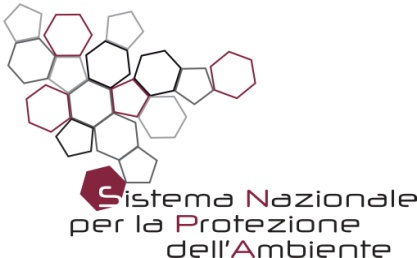 Sistema Nazionale
per la Protezione
dell'Ambiente